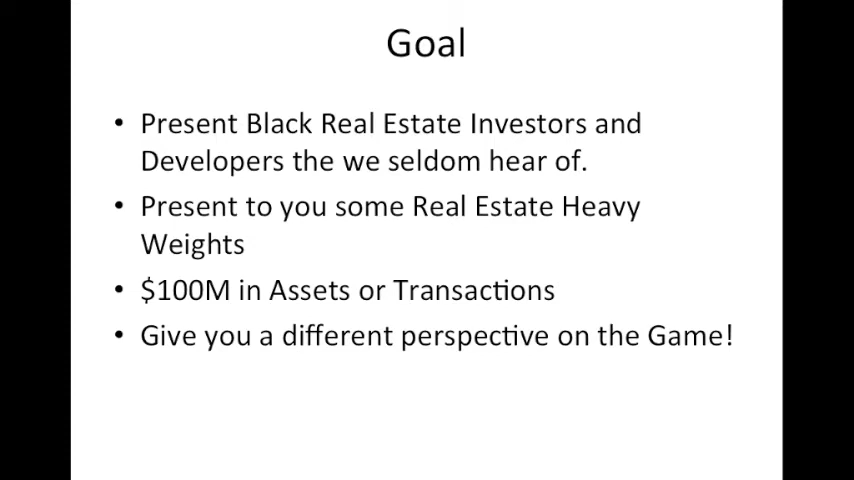 Goal
• Present Black Real Estate Investors and
Developers the we seldom hear of.
• Present to you some Real Estate Heavy
Weights
• $100M in Assets or Transactions
• Give you a different perspective on the Game!